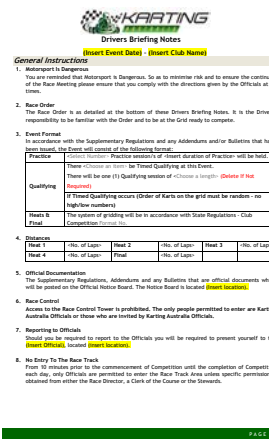 KARTING
Drivers Briefing Notes
(Insert Event Date) - (Insert Club Name)
General Instructions
1. Motorsport Is Dangerous
You are reminded that Motorsport is Dangerous. So as to minimise risk and to ensure the continua
of the Race Meeting please ensure that you comply with the directions given by the Officials at
times.
2. Race Order
The Race Order is as detailed at the bottom of these Drivers Briefing Notes. It is the Drive
responsibility to be familiar with the Order and to be at the Grid ready to compete.
3. Event Format
In accordance with the Supplementary Regulations and any Addendums and/or Bulletins that ha
been issued, the Event will consist of the following format:
Practice <Select Number> Practice session/s of <Insert duration of Practice> will be held.
There <Choose an item> be Timed Qualifying at this Event.
There will be one (1) Qualifying session of <Choose a length> (Delete If Not
Qualifying Required)
If Timed Qualifying occurs (Order of Karts on the grid must be random - no
high/low numbers)
Heats & The system of gridding will be in accordance with State Regulations - Club
Final Competition Format No.
4. Distances
Heat 1 <No. of Laps> Heat 2 <No. of Laps> Heat 3 <No. of Lap
Heat 4 <No. of Laps> Final <No. of Laps>
5. Official Documentation
The Supplementary Regulations, Addendums and any Bulletins that are official documents wh
will be posted on the Official Notice Board. The Notice Board is located (insert location).
6. Race Control
Access to the Race Control Tower is prohibited. The only people permitted to enter are Karti
Australia Officials or those who are invited by Karting Australia Officials.
7. Reporting to Officials
Should you be required to report to the Officials you will be required to present yourself to
(insert Official), located (insert location).
8. No Entry To The Race Track
From 10 minutes prior to the commencement of Competition until the completion of Competit
each day, only Officials are permitted to enter the Race Track Area unless specific permission
obtained from either the Race Director, a Clerk of the Course or the Stewards.
PAGE